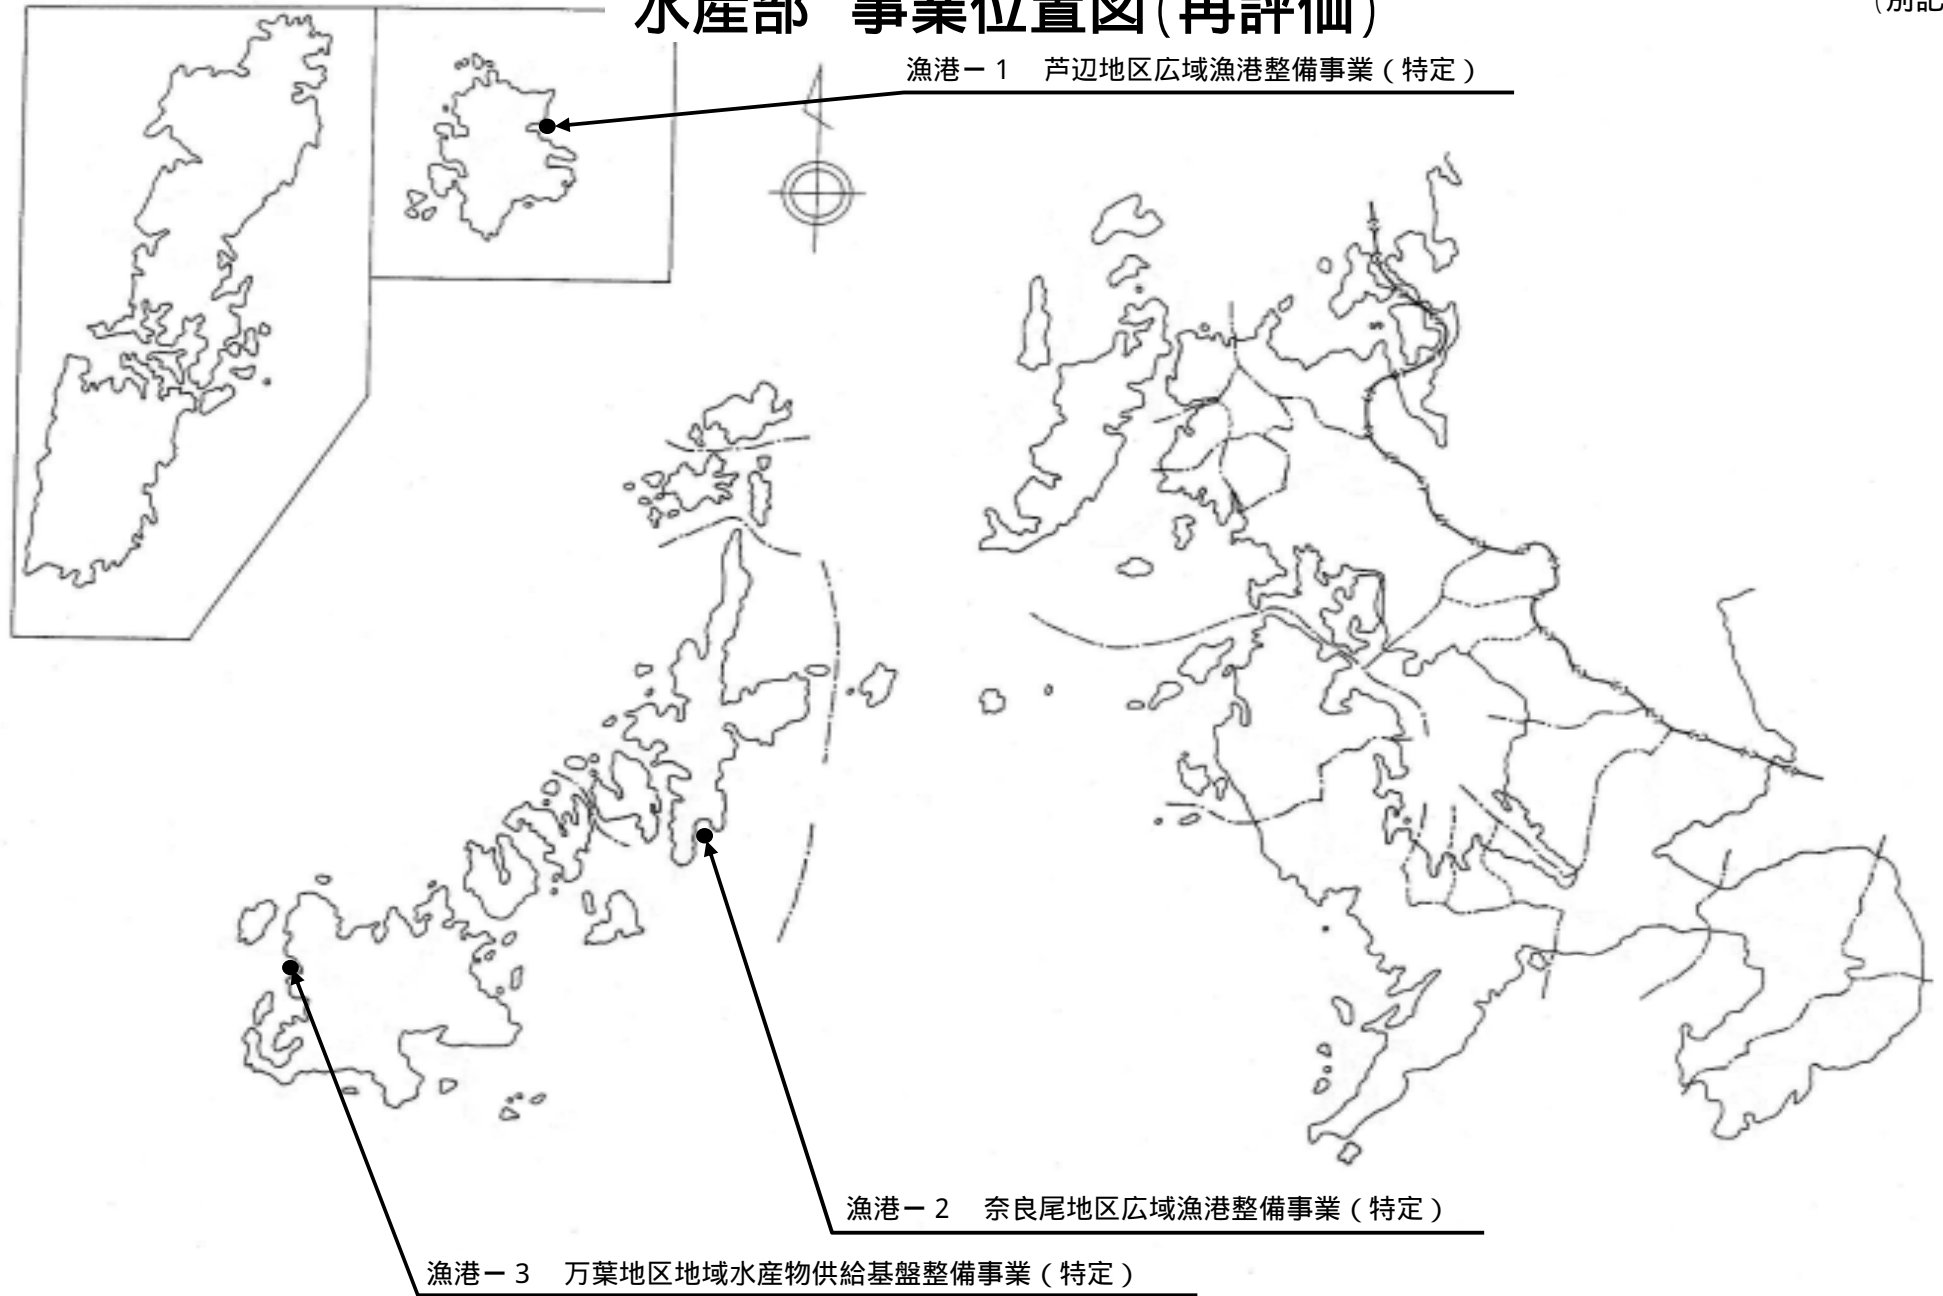 水産部 事業位置図(再評価)
(別記
漁港ー1 芦辺地区広域漁港整備事業(特定)
漁港ー2 奈良尾地区広域漁港整備事業(特定)
漁港ー3 万葉地区地域水産物供給基盤整備事業(特定)